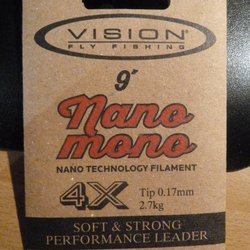 VISION®
FLY FISHING
9'
Nano
mono
NANO TECHNOLOGY FILAMENT
4X
Tip 0.17mm
2.7kg
SOFT & STRONG
PERFORMANCE LEADER